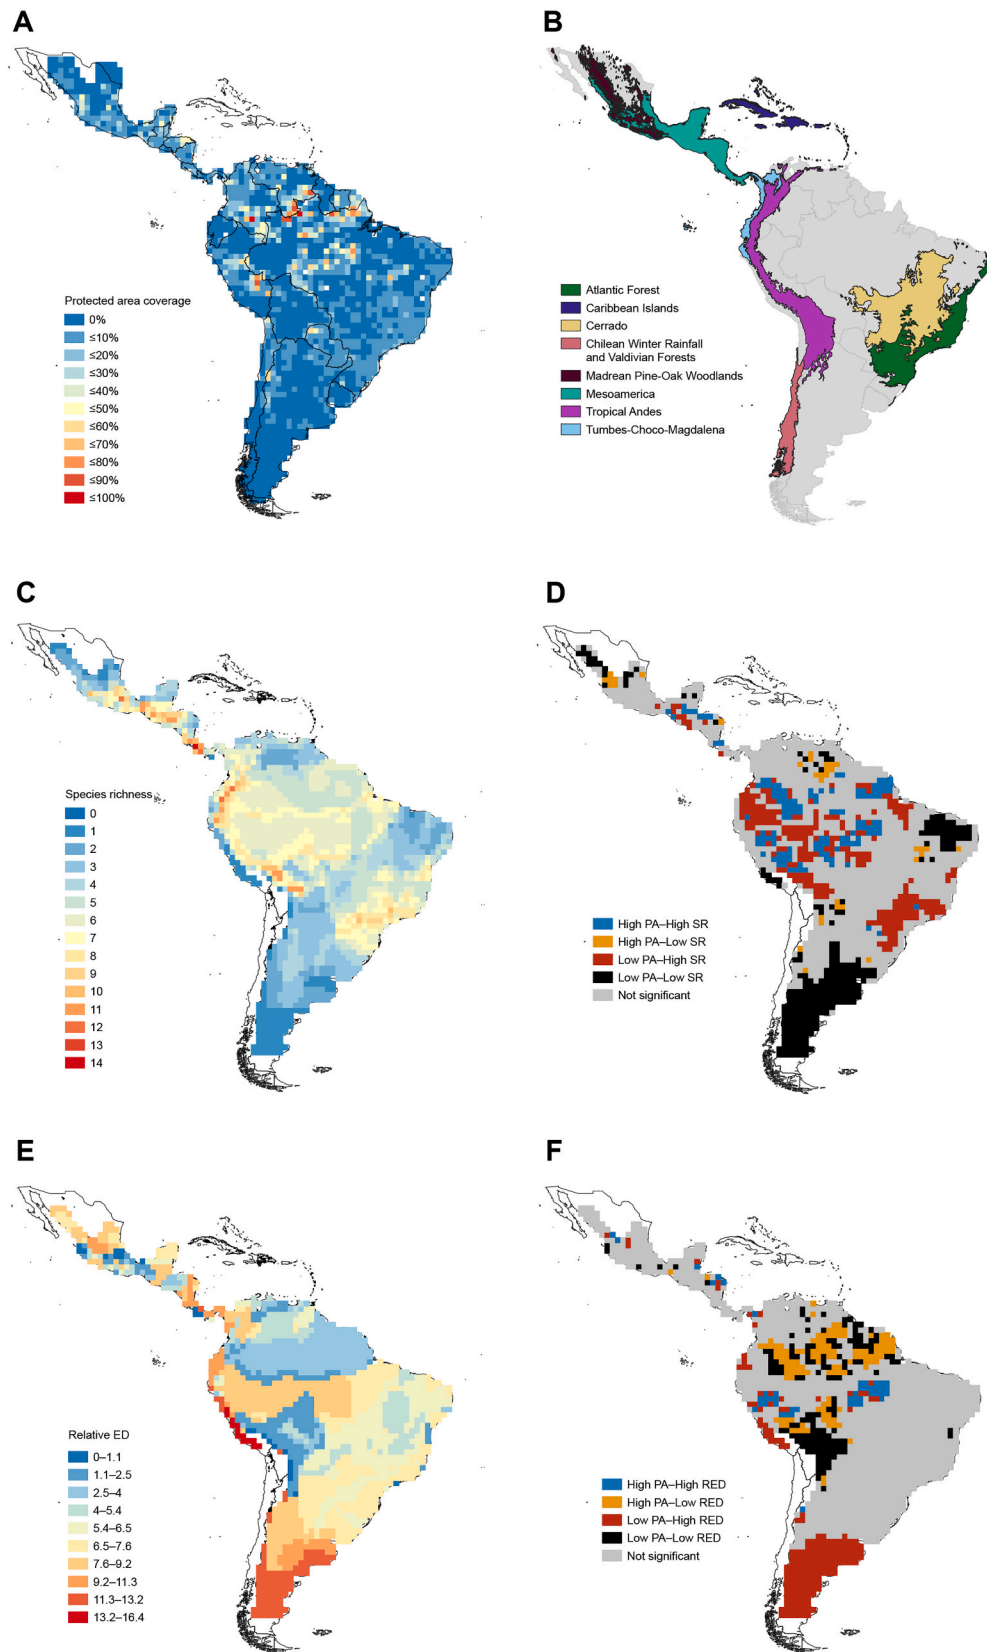 A
B
Protected area coverage
0%
≤10%
≤20%
≤30%
≤40%
≤50%
≤60%
≤70%
≤80%
≤90%
≤100%
Atlantic Forest
Caribbean Islands
Cerrado
Chilean Winter Rainfall
and Valdivian Forests
Madrean Pine-Oak Woodlands
Mesoamerica
Tropical Andes
Tumbes-Choco-Magdalena
C
D
Species richness
0
1
2
3
4
5
6
7
8
9
10
11
12
13
14
High PA–High SR
High PA–Low SR
Low PA–High SR
Low PA–Low SR
Not significant
E
F
Relative ED
0–1.1
1.1–2.5
2.5–4
4–5.4
5.4–6.5
6.5–7.6
7.6–9.2
9.2–11.3
11.3–13.2
13.2–16.4
High PA–High RED
High PA–Low RED
Low PA–High RED
Low PA–Low RED
Not significant